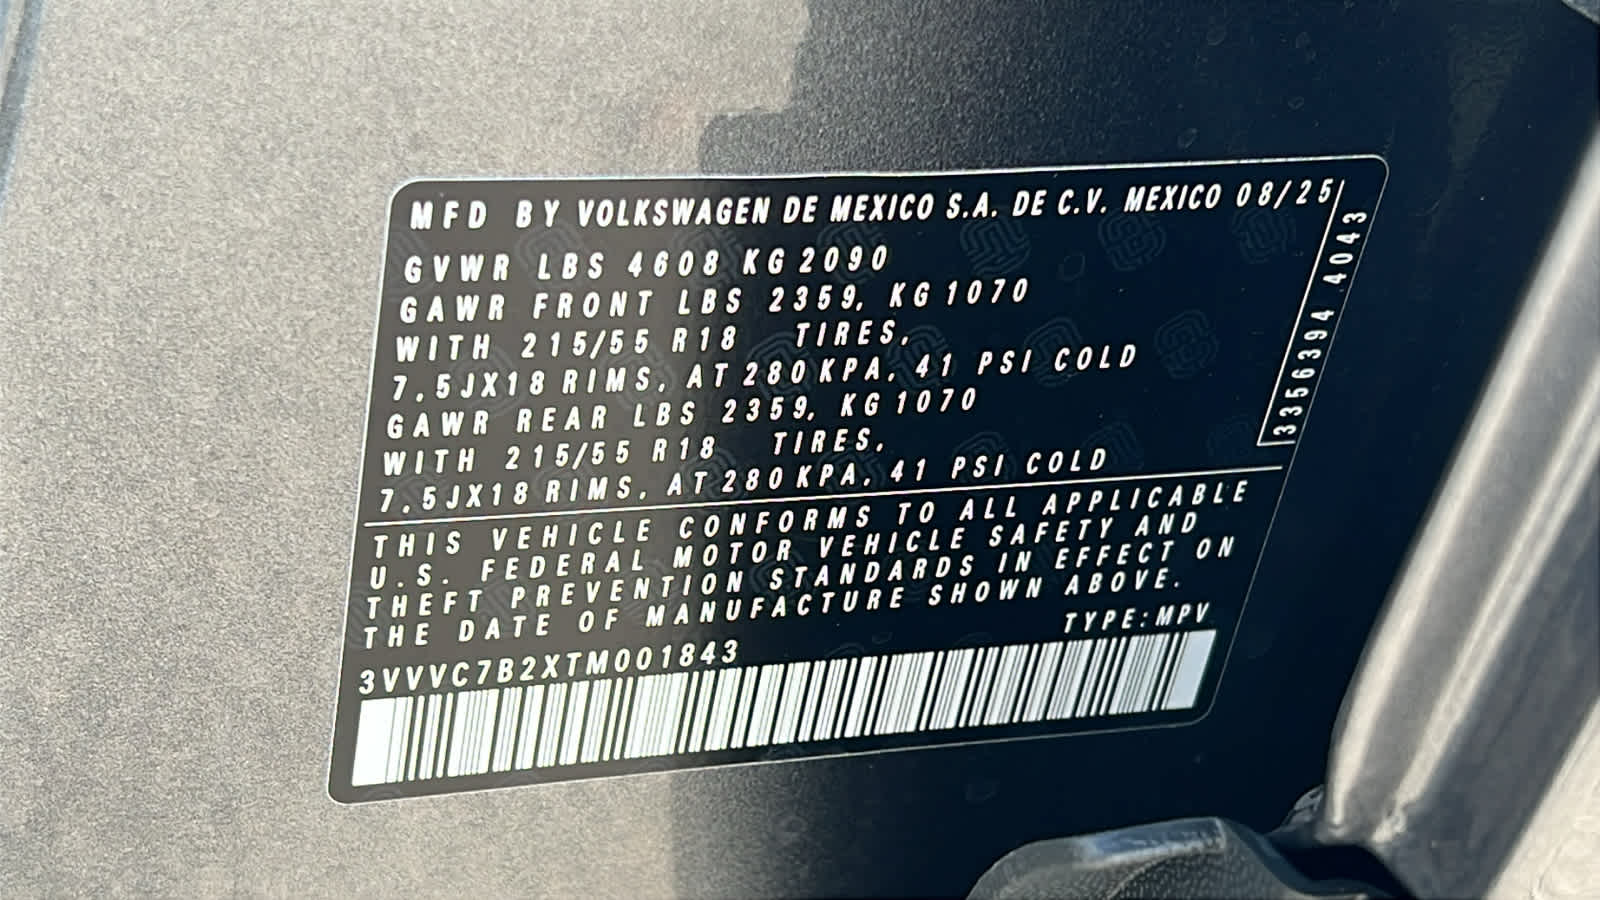 MFD BY VOLKSWAGEN DE MEXICO S.A. DE C.V. MEXICO 08/25
GVWR LBS 4608 KG 2090
GAWR FRONT LBS 2359, KG 1070
WITH 215/55 R18 TIRES,
7.5JX18 RIMS, AT 280 KPA, 41 PSI COLD
GAWR REAR LBS 2359, KG 1070
WITH 215/55 R18 TIRES,
7.5JX18 RIMS, AT 280 KPA, 41 PSI COLD
3356394 4043
THIS VEHICLE CONFORMS TO ALL APPLICABLE
U.S. FEDERAL MOTOR VEHICLE SAFETY AND
THEFT PREVENTION STANDARDS IN EFFECT ON
THE DATE OF MANUFACTURE SHOWN ABOVE.
TYPE:MPV
3VVVC7B2XTM001843